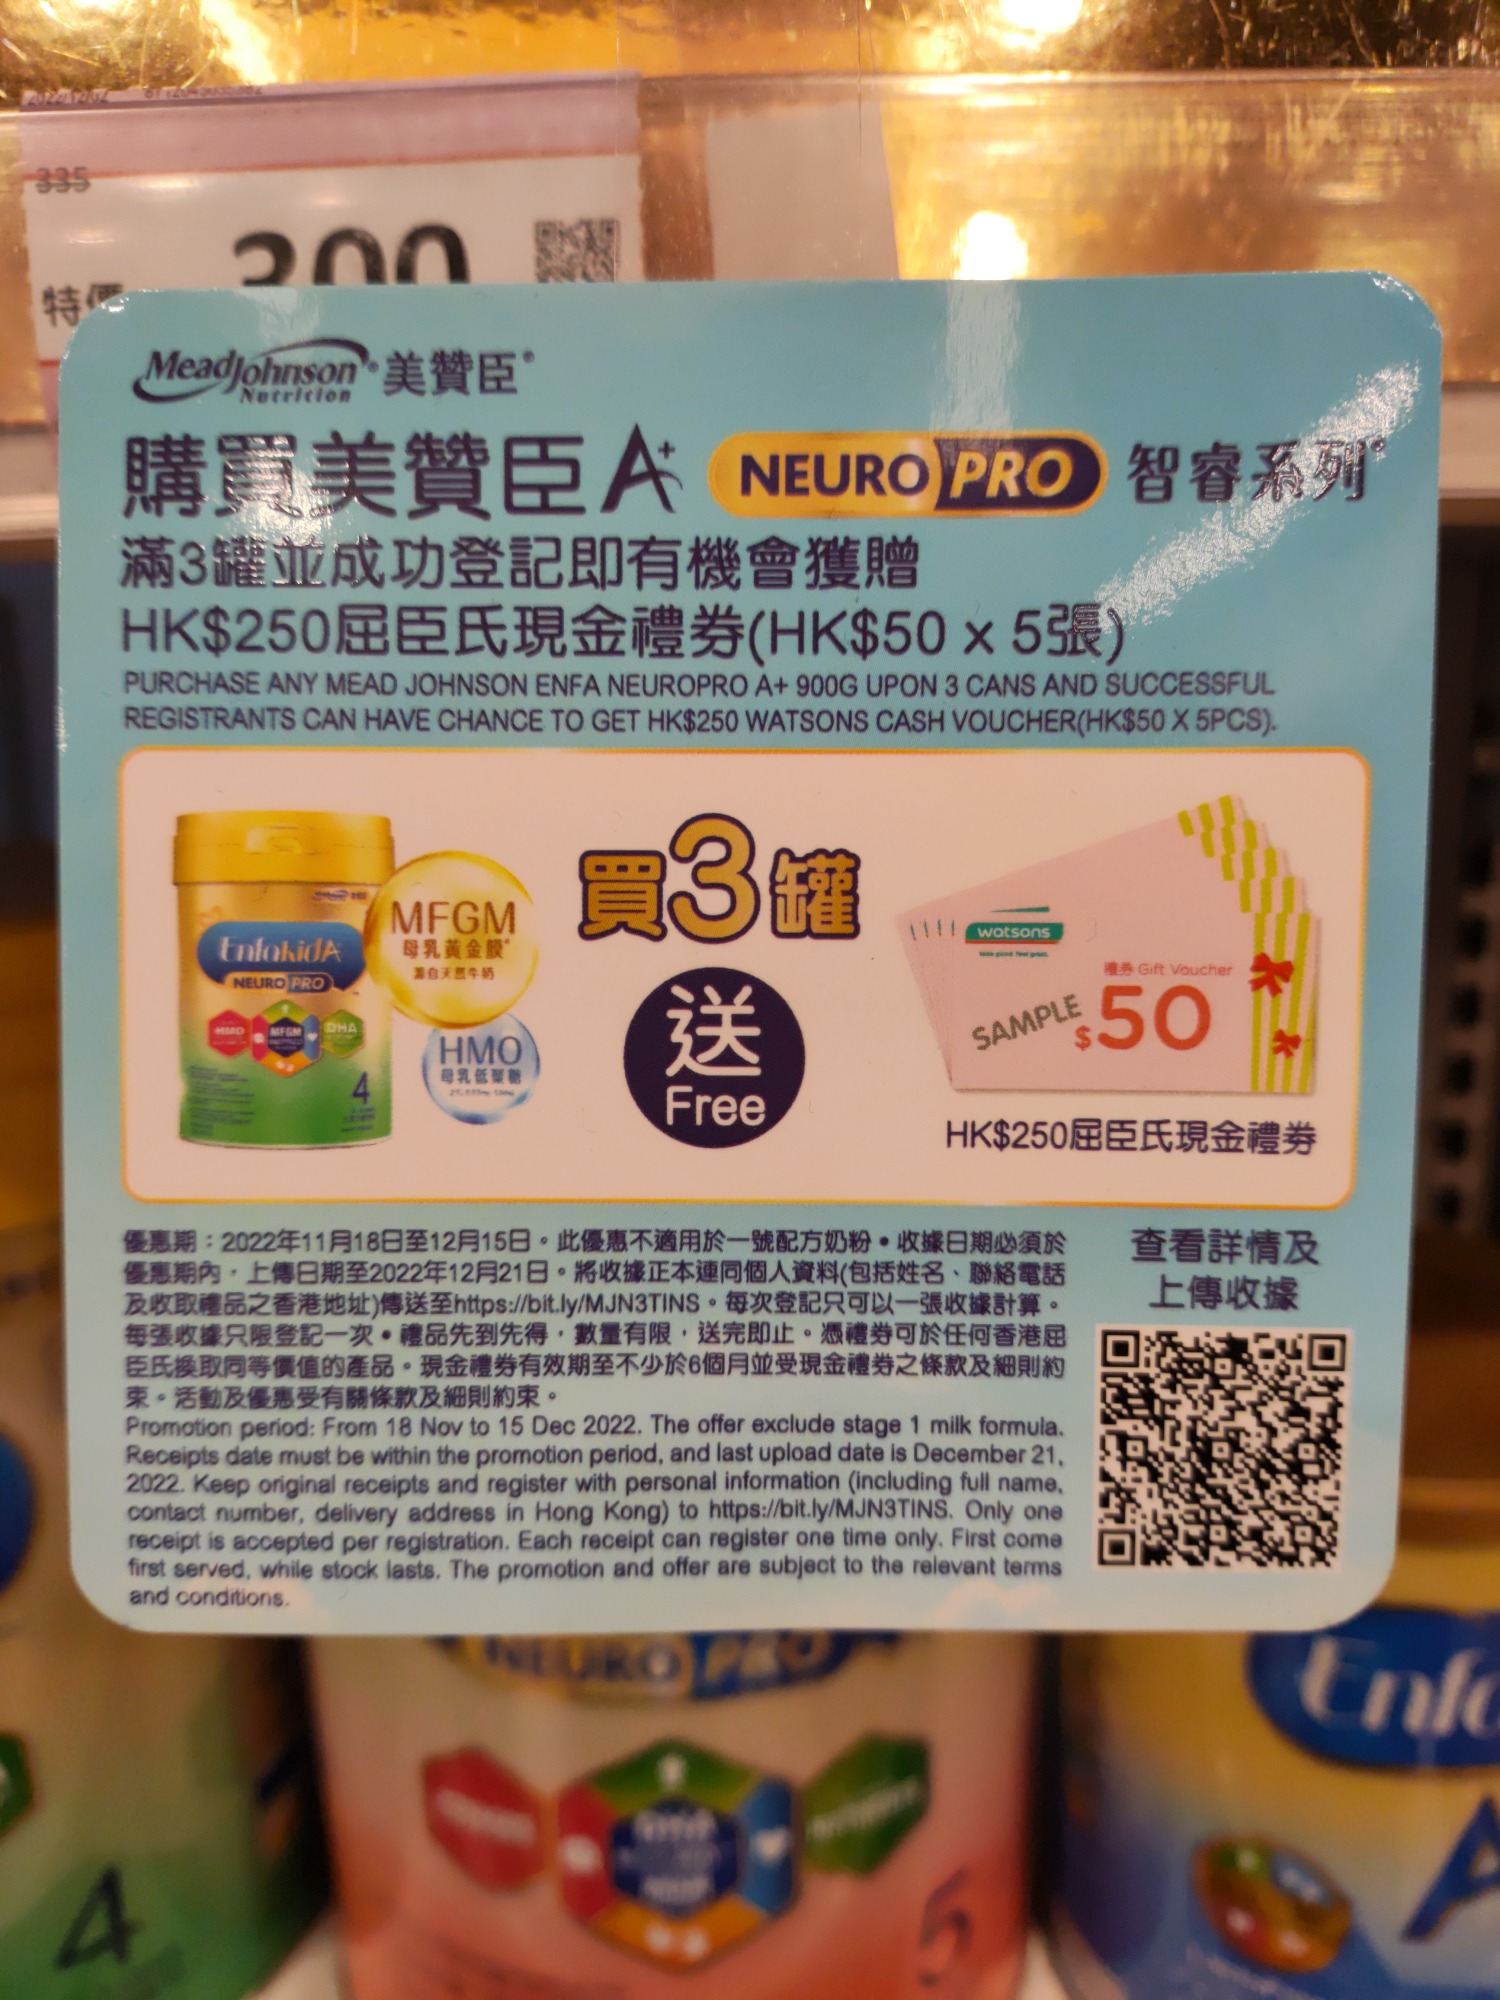 335
300
特價
MeadJohnson® 美贊臣®
Nutrition
購買美贊臣 A+ NEURO PRO 智睿系列®
滿3罐並成功登記即有機會獲贈
HK$250屈臣氏現金禮券(HK$50 x 5張)
PURCHASE ANY MEAD JOHNSON ENFA NEUROPRO A+ 900G UPON 3 CANS AND SUCCESSFUL
REGISTRANTS CAN HAVE CHANCE TO GET HK$250 WATSONS CASH VOUCHER(HK$50 X 5PCS).
EnfakidA+
NEURO PRO
MFGM
DHA
4
MFGM
母乳黃金膜
源自天然牛奶
HMO
母乳低聚糖
買3罐
送
Free
watsons
禮券 Gift Voucher
SAMPLE
$50
HK$250屈臣氏現金禮券
優惠期：2022年11月18日至12月15日。此優惠不適用於一號配方奶粉。收據日期必須於
優惠期內，上傳日期至2022年12月21日。將收據正本連同個人資料(包括姓名、聯絡電話
及收取禮品之香港地址)傳送至https://bit.ly/MJN3TINS。每次登記只可以一張收據計算。
每張收據只限登記一次。禮品先到先得，數量有限，送完即止。憑禮券可於任何香港屈
臣氏換取同等價值的產品。現金禮券有效期至不少於6個月並受現金禮券之條款及細則約
束。活動及優惠受有關條款及細則約束。
Promotion period: From 18 Nov to 15 Dec 2022. The offer exclude stage 1 milk formula.
Receipts date must be within the promotion period, and last upload date is December 21,
2022. Keep original receipts and register with personal information (including full name,
contact number, delivery address in Hong Kong) to https://bit.ly/MJN3TINS. Only one
receipt is accepted per registration. Each receipt can register one time only. First come
first served, while stock lasts. The promotion and offer are subject to the relevant terms
and conditions.
查看詳情及
上傳收據
NEURO PRO
Enfa
4
5
A